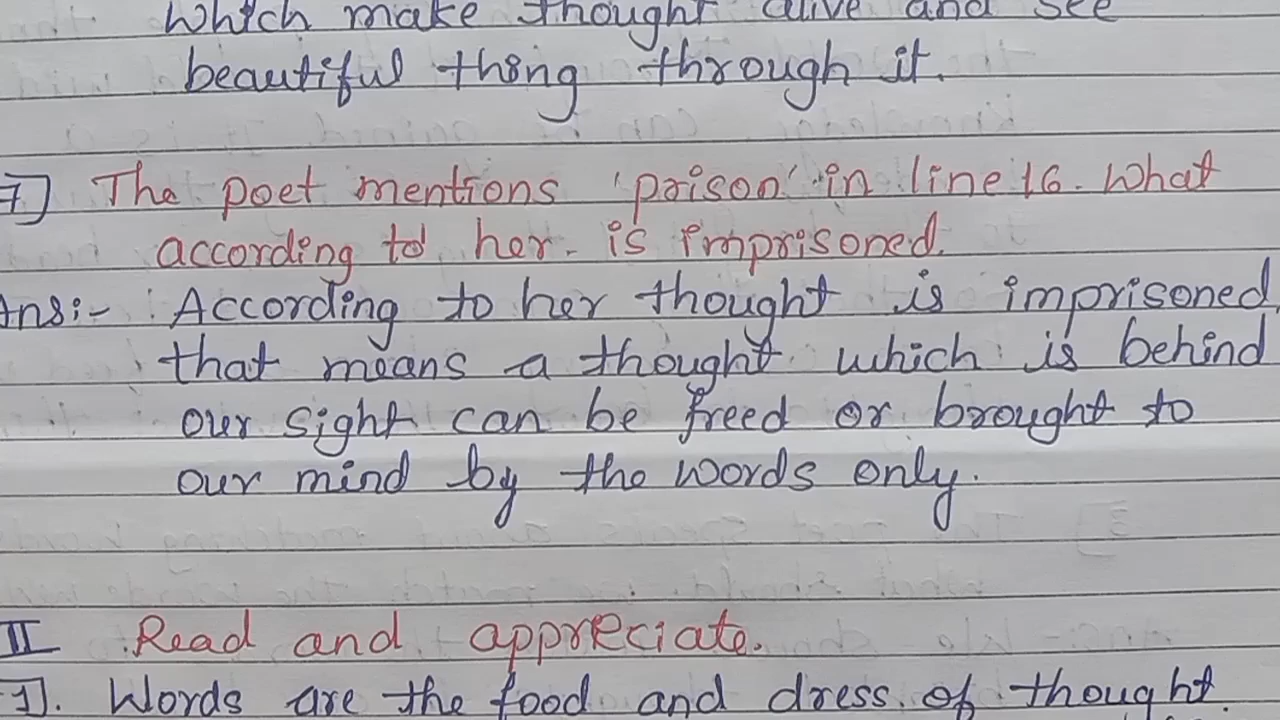 which make thought alive and see
beautiful thing through it.
7] The poet mentions 'prison' in line 16. What
according to her. is imprisoned.
Ans:- According to her thought is imprisoned
that means a thought which is behind
our sight can be freed or brought to
our mind by the words only.
II Read and appreciate.
1]. Words are the food and dress of thought.